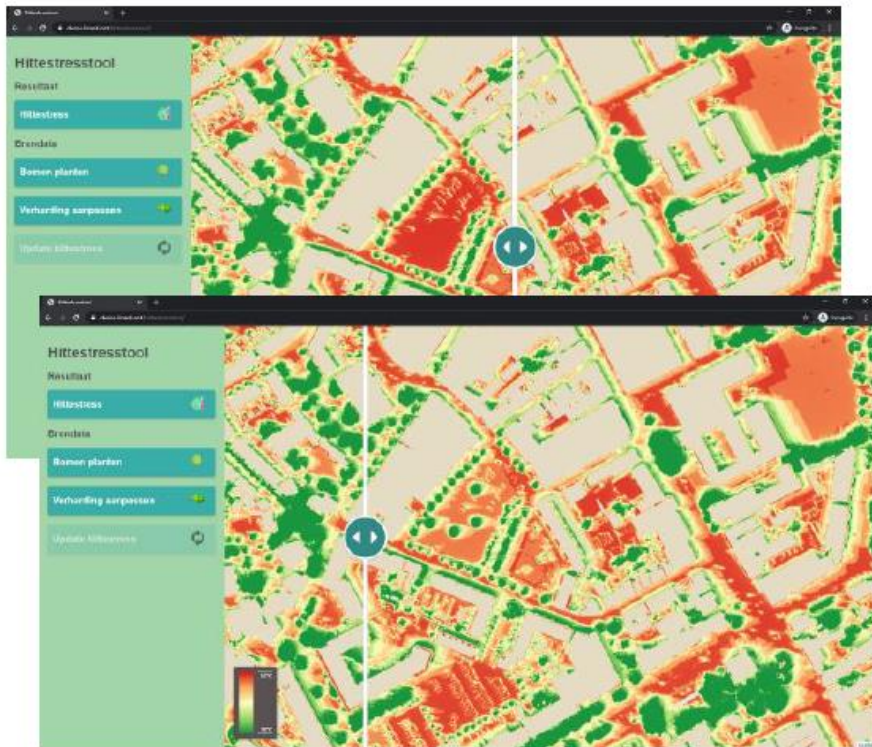 Hittestresstool
Resultaat
Hittestress
Brondata
Bomen planten
Verharding aanpassen
Update hittestress
Hittestresstool
Resultaat
Hittestress
Brondata
Bomen planten
Verharding aanpassen
Update hittestress